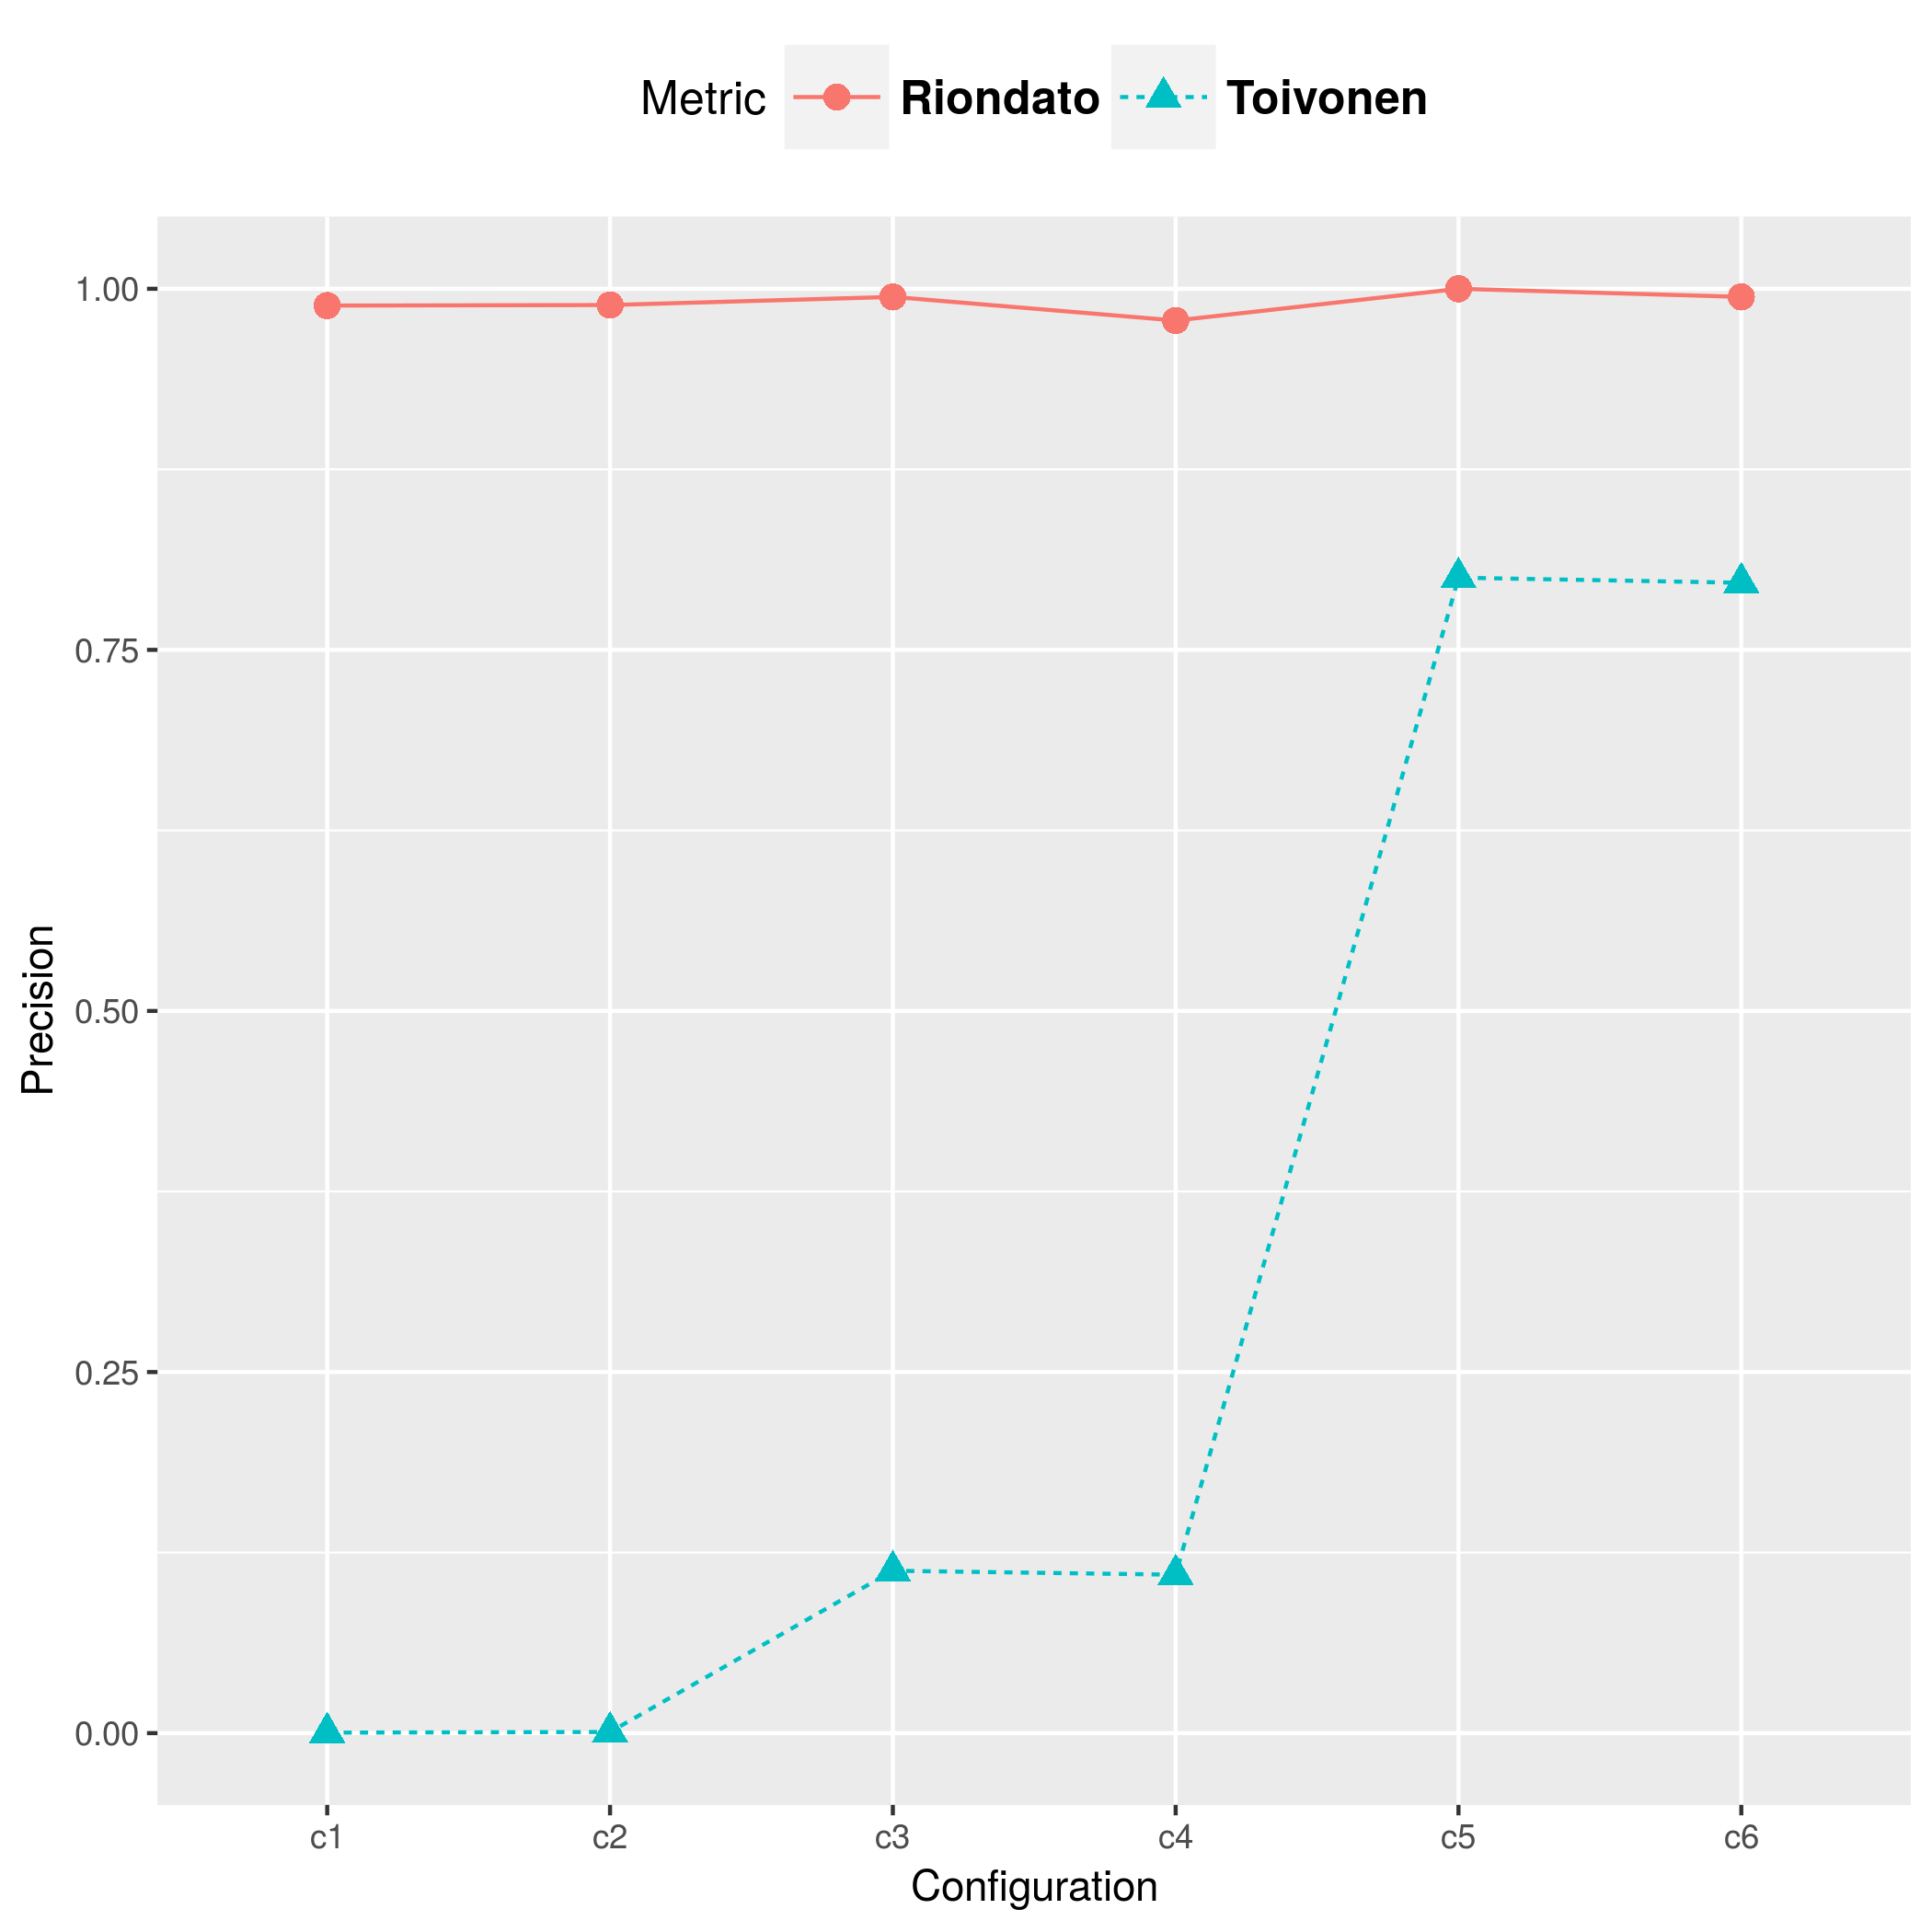 Metric Riondato Toivonen
1.00
0.75
0.50
0.25
0.00
Precision
c1 c2 c3 c4 c5 c6
Configuration